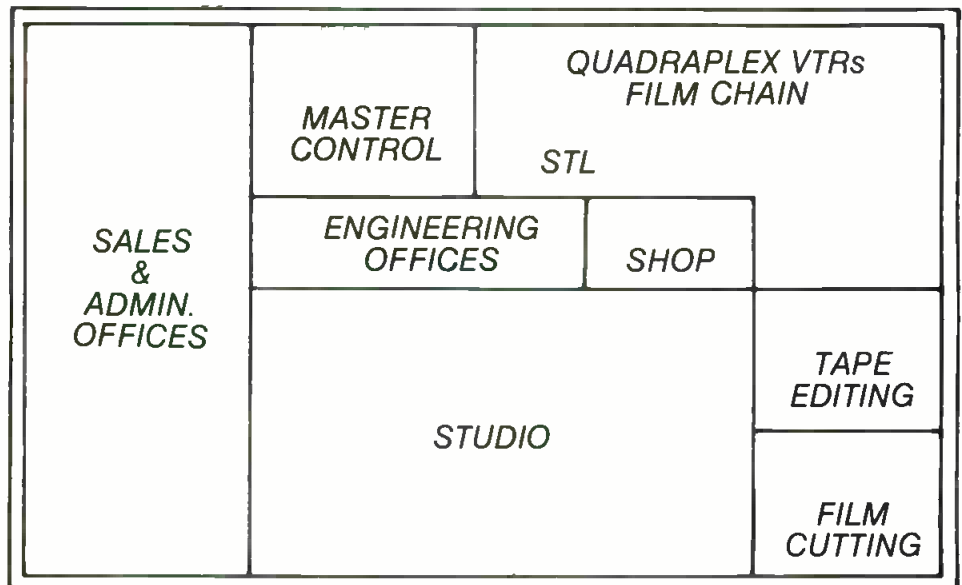 QUADRAPLEX VTRs
FILM CHAIN
MASTER
CONTROL
STL
ENGINEERING
OFFICES
SHOP
SALES
&
ADMIN.
OFFICES
TAPE
EDITING
STUDIO
FILM
CUTTING